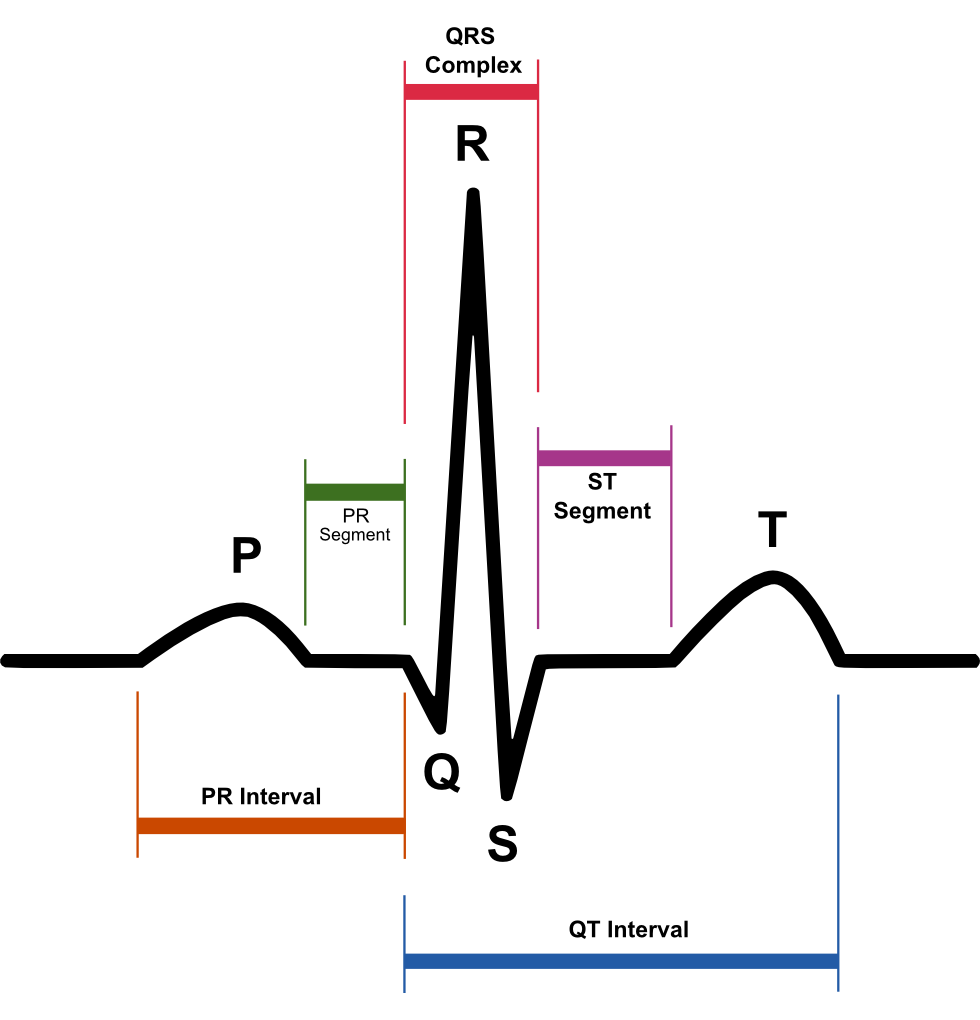 QRS
Complex
R
ST
Segment
PR
Segment
T
P
Q
PR Interval
S
QT Interval